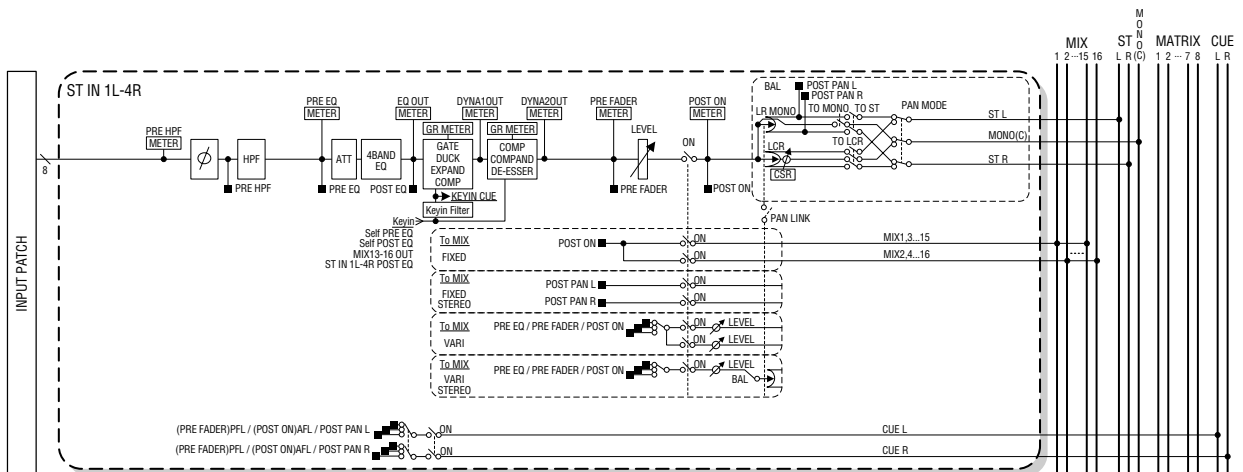 M
O
N
O
MIX ST (C) MATRIX CUE
1 2 ··· 15 16 L R 1 2 ··· 7 8 L R
ST IN 1L-4R
INPUT PATCH
8
PRE HPF
METER
HPF
PRE HPF
PRE EQ
METER
ATT
PRE EQ
4BAND
EQ
EQ OUT
METER
POST EQ
DYNA1OUT
METER
GR METER
GATE
DUCK
EXPAND
COMP
KEYIN CUE
Keyin Filter
Keyin
Self PRE EQ
Self POST EQ
MIX13-16 OUT
ST IN 1L-4R POST EQ
DYNA2OUT
METER
GR METER
COMP
COMPAND
DE-ESSER
PRE FADER
METER
PRE FADER
LEVEL
ON
POST ON
METER
POST ON
BAL
POST PAN L
POST PAN R
LR MONO
TO MONO
TO ST
PAN MODE
LCR
TO LCR
CSR
PAN LINK
ST L
MONO(C)
ST R
To MIX
FIXED
POST ON
ON
ON
MIX1,3...15
MIX2,4...16
To MIX
FIXED
STEREO
POST PAN L
POST PAN R
ON
ON
To MIX
VARI
PRE EQ / PRE FADER / POST ON
ON
LEVEL
ON
LEVEL
To MIX
VARI
STEREO
PRE EQ / PRE FADER / POST ON
ON
LEVEL
BAL
(PRE FADER)PFL / (POST ON)AFL / POST PAN L
ON
CUE L
(PRE FADER)PFL / (POST ON)AFL / POST PAN R
ON
CUE R